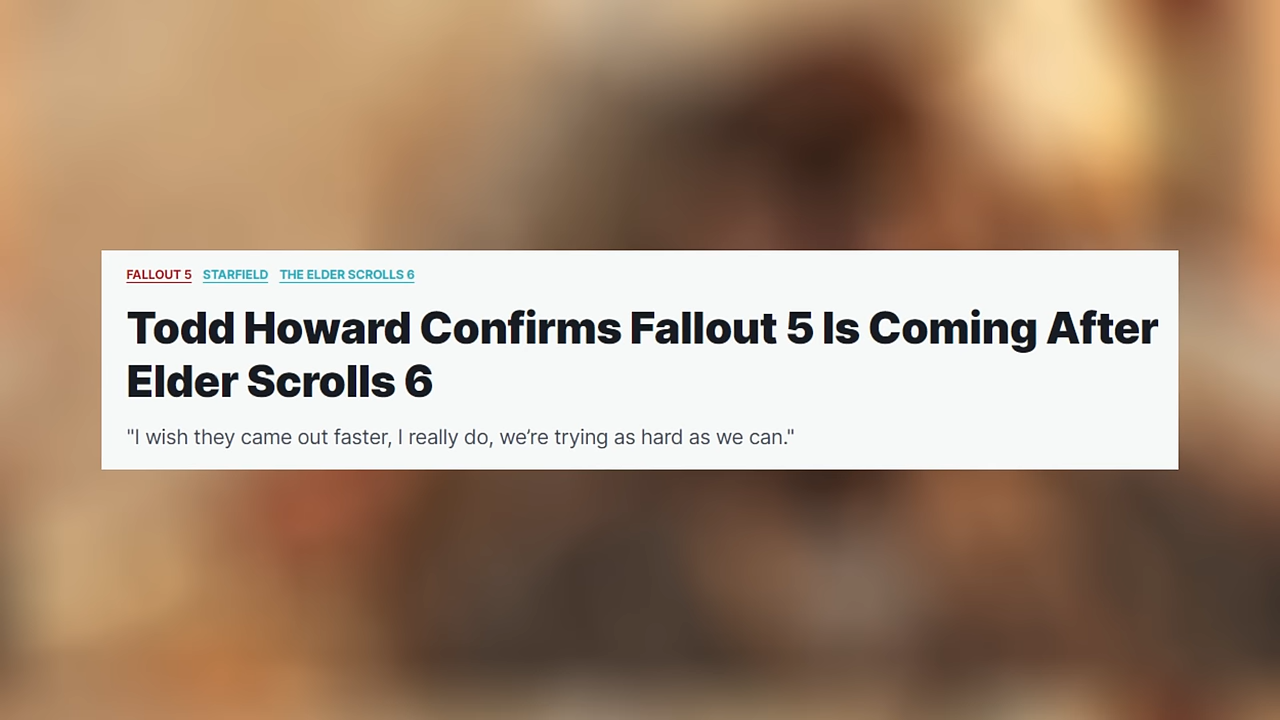 FALLOUT 5 STARFIELD THE ELDER SCROLLS 6
Todd Howard Confirms Fallout 5 Is Coming After
Elder Scrolls 6
"I wish they came out faster, I really do, we’re trying as hard as we can."